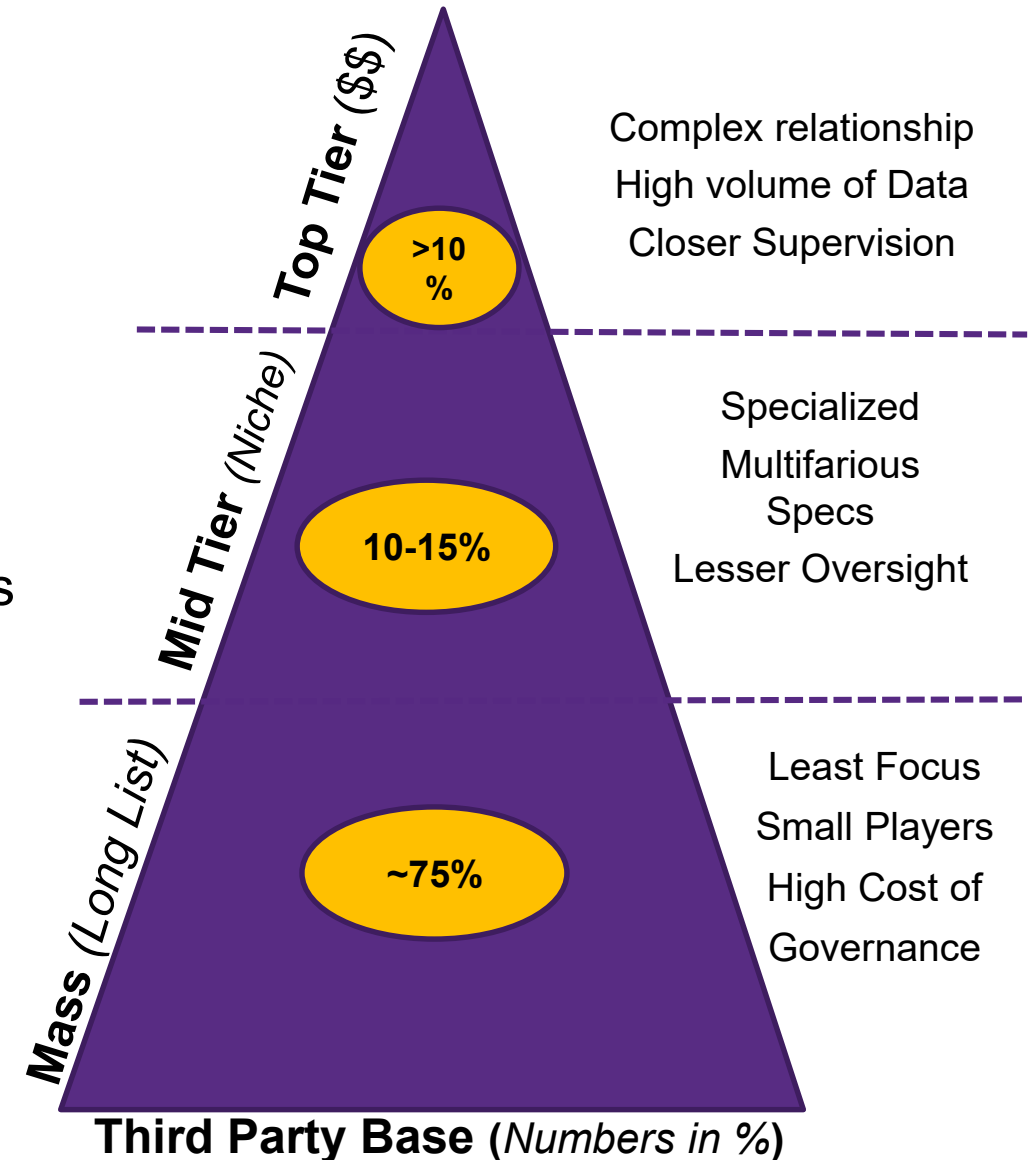 Top Tier ($$)
>10
%
Complex relationship
High volume of Data
Closer Supervision
Mid Tier (Niche)
10-15%
Specialized
Multifarious
Specs
Lesser Oversight
s
Mass (Long List)
~75%
Least Focus
Small Players
High Cost of
Governance
Third Party Base (Numbers in %)